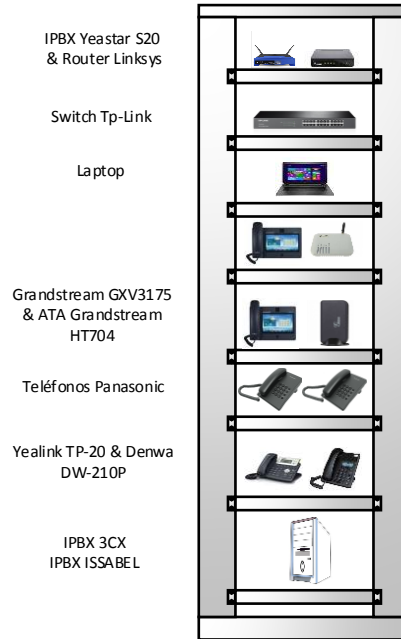 IPBX Yeastar S20
& Router Linksys
Switch Tp-Link
Laptop
Grandstream GXV3175
& ATA Grandstream
HT704
Teléfonos Panasonic
Yealink TP-20 & Denwa
DW-210P
IPBX 3CX
IPBX ISSABEL